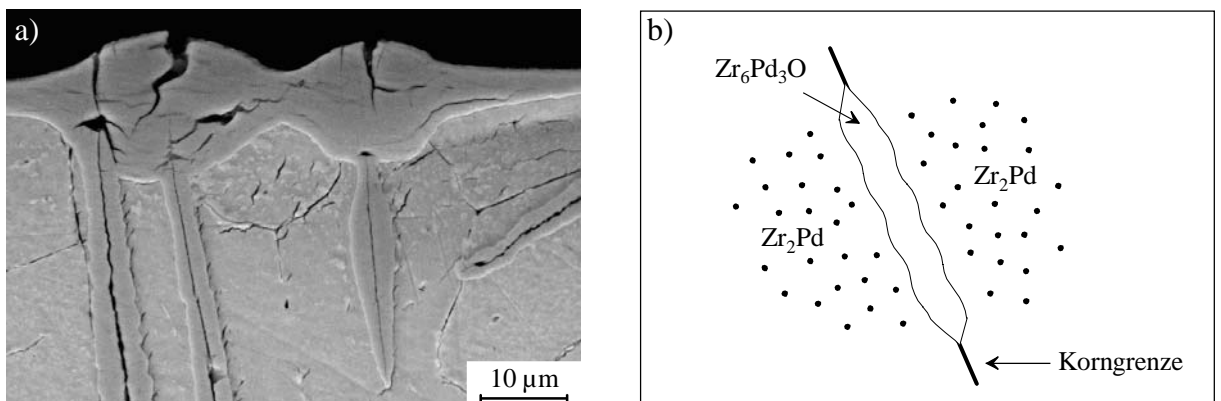 a)
10 µm
b)
Zr₆Pd₃O
Zr₂Pd
Zr₂Pd
Korngrenze